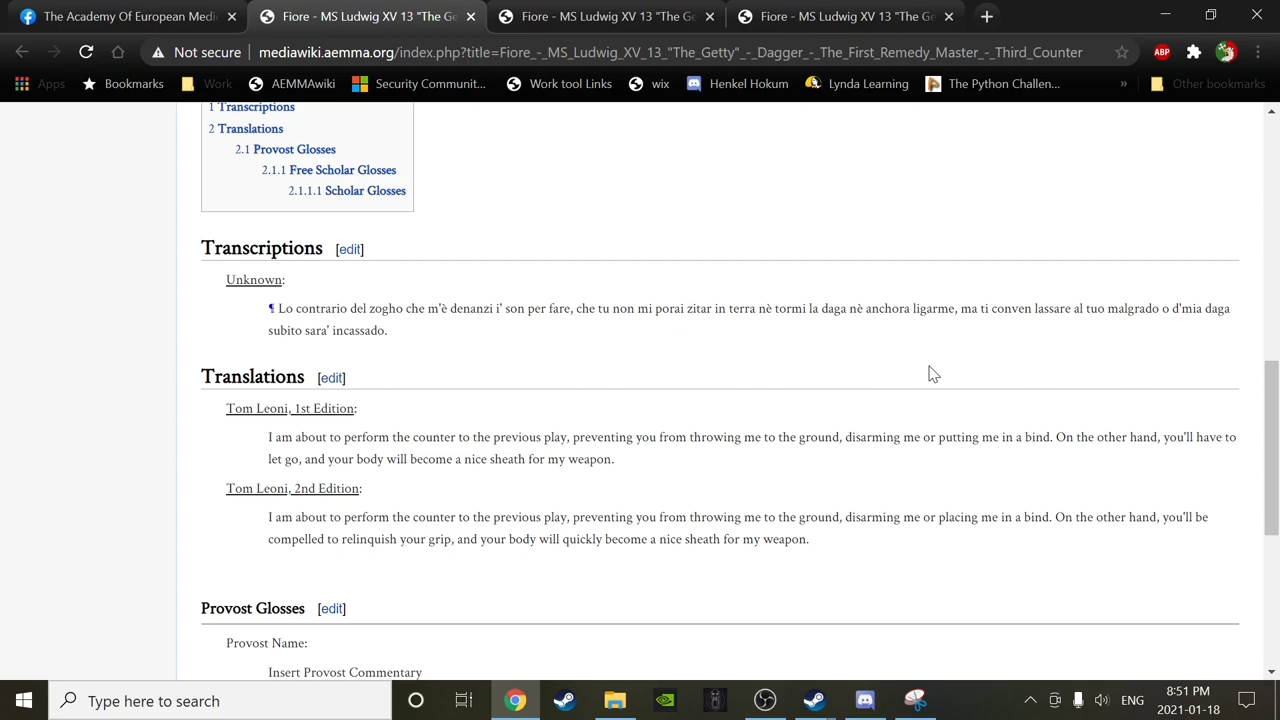 The Academy Of European Medi
Fiore - MS Ludwig XV 13 "The Ge
Fiore - MS Ludwig XV 13 "The Ge
Fiore - MS Ludwig XV 13 "The Ge
Not secure
mediawiki.aemma.org/index.php?title=Fiore_-_MS_Ludwig_XV_13_"The_Getty"_-_Dagger_-_The_First_Remedy_Master_-_Third_Counter
ABP
Apps
Bookmarks
Work
AEMMAwiki
Security Communit...
Work tool Links
wix
Henkel Hokum
Lynda Learning
The Python Challen...
»
Other bookmarks
1 Transcriptions
2 Translations
2.1 Provost Glosses
2.1.1 Free Scholar Glosses
2.1.1.1 Scholar Glosses
Transcriptions [edit]
Unknown:
¶ Lo contrario del zogho che m'è denanzi i' son per fare, che tu non mi porai zitar in terra nè tormi la daga nè anchora ligarme, ma ti conven lassare al tuo malgrado o d'mia daga
subito sara' incassado.
Translations [edit]
Tom Leoni, 1st Edition:
I am about to perform the counter to the previous play, preventing you from throwing me to the ground, disarming me or putting me in a bind. On the other hand, you'll have to
let go, and your body will become a nice sheath for my weapon.
Tom Leoni, 2nd Edition:
I am about to perform the counter to the previous play, preventing you from throwing me to the ground, disarming me or placing me in a bind. On the other hand, you'll be
compelled to relinquish your grip, and your body will quickly become a nice sheath for my weapon.
Provost Glosses [edit]
Provost Name:
Insert Provost Commentary
Type here to search
ENG
8:51 PM
2021-01-18